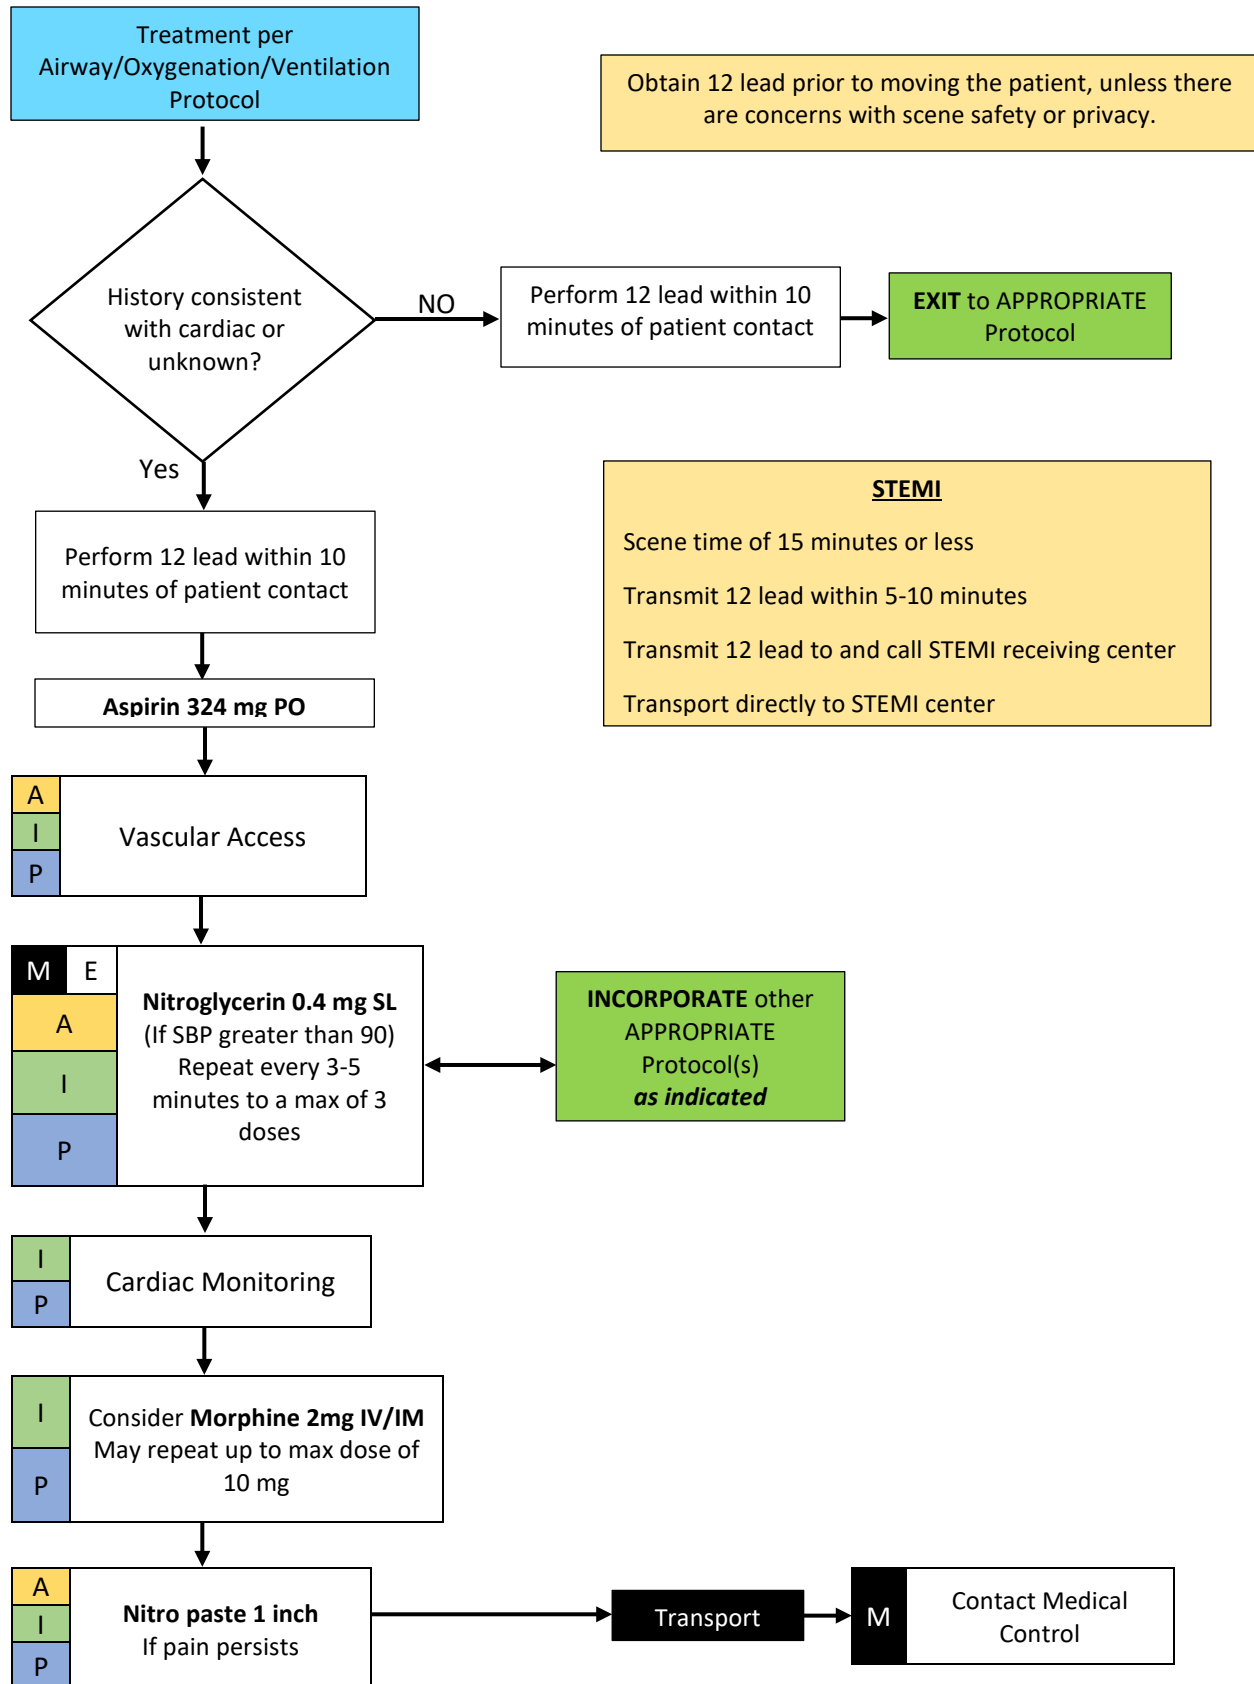 Treatment per
Airway/Oxygenation/Ventilation
Protocol
Obtain 12 lead prior to moving the patient, unless there
are concerns with scene safety or privacy.
History consistent
with cardiac or
unknown?
NO
Perform 12 lead within 10
minutes of patient contact
EXIT to APPROPRIATE
Protocol
Yes
Perform 12 lead within 10
minutes of patient contact
STEMI
Scene time of 15 minutes or less
Transmit 12 lead within 5-10 minutes
Transmit 12 lead to and call STEMI receiving center
Transport directly to STEMI center
Aspirin 324 mg PO
A
I
P
Vascular Access
M E
A
I
P
Nitroglycerin 0.4 mg SL
(If SBP greater than 90)
Repeat every 3-5
minutes to a max of 3
doses
INCORPORATE other
APPROPRIATE
Protocol(s)
as indicated
I
P
Cardiac Monitoring
I
P
Consider Morphine 2mg IV/IM
May repeat up to max dose of
10 mg
A
I
P
Nitro paste 1 inch
If pain persists
Transport
M
Contact Medical
Control